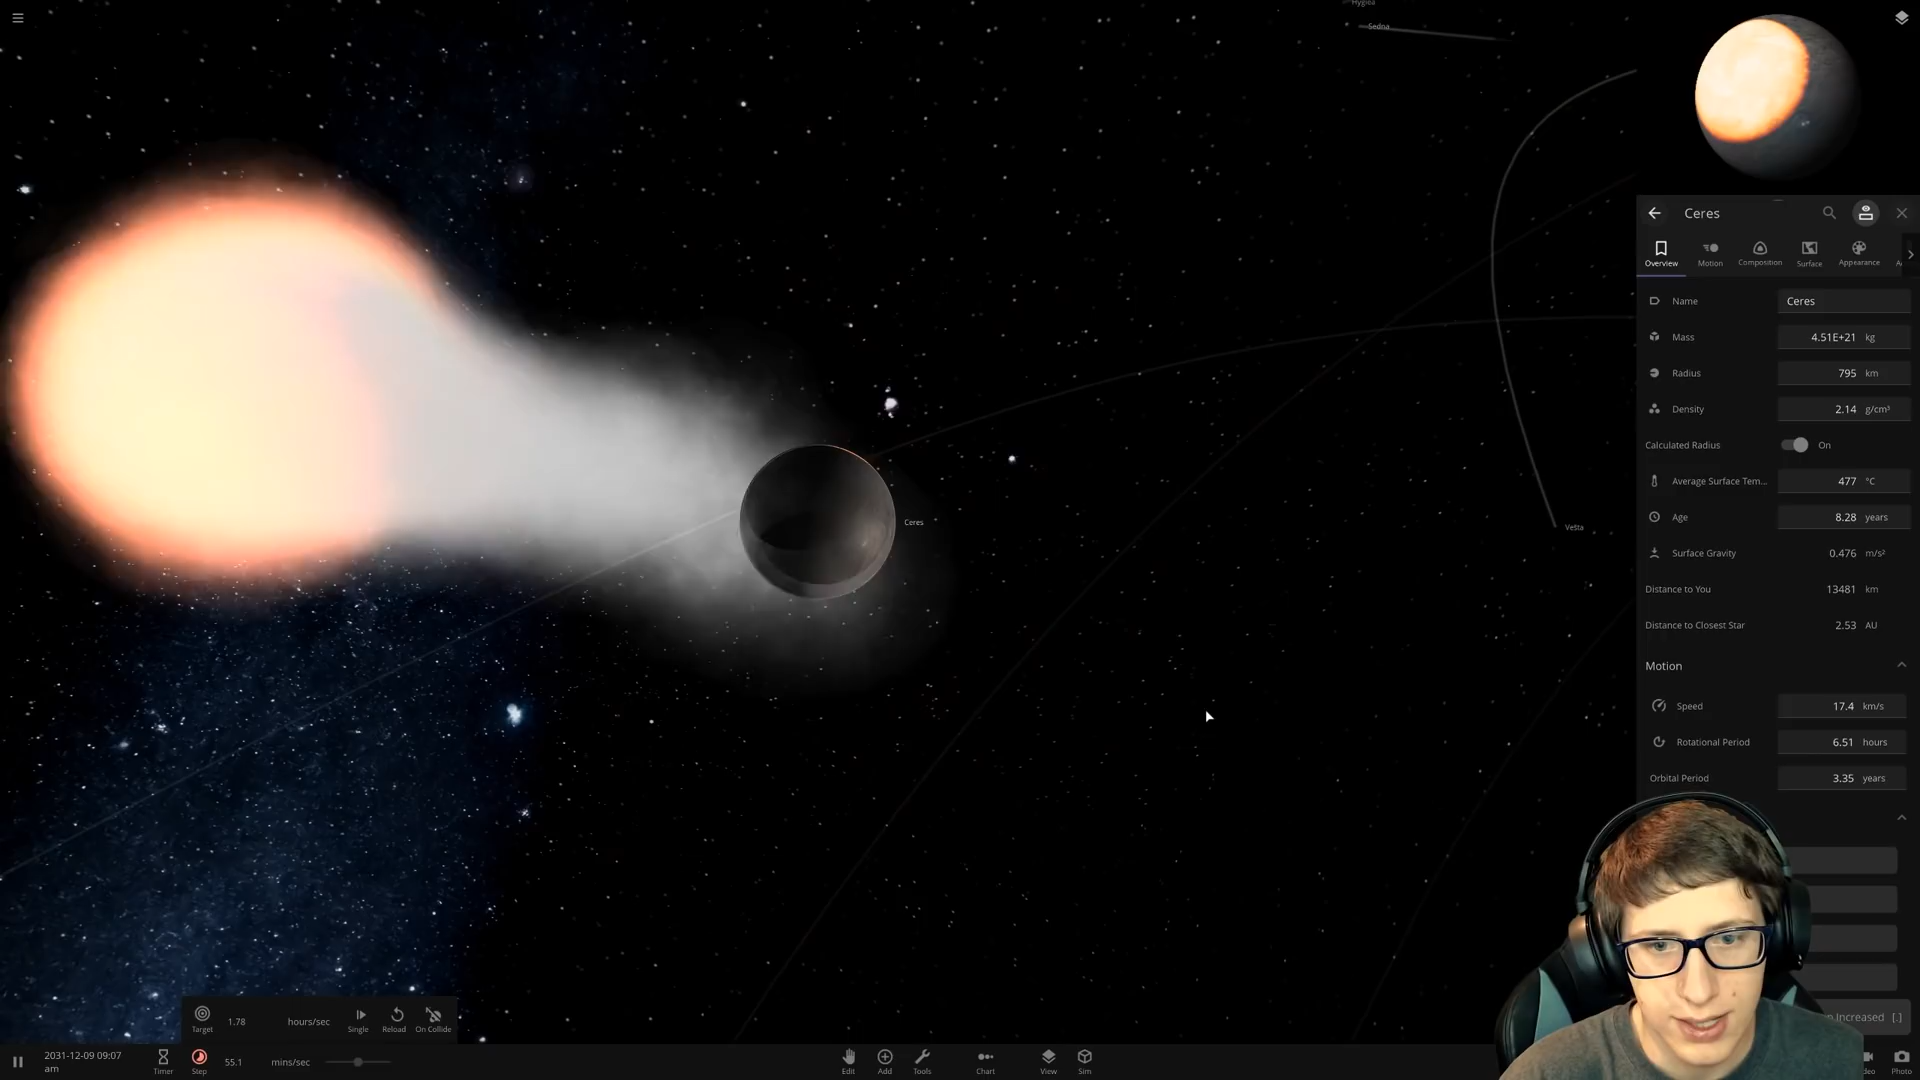 Hygiea
Sedna
Ceres
Overview
Motion
Composition
Surface
Appearance
Name
Ceres
Mass
4.51E+21 kg
Radius
795 km
Density
2.14 g/cm³
Calculated Radius
On
Average Surface Tem...
477 °C
Age
8.28 years
Surface Gravity
0.476 m/s²
Distance to You
13481 km
Distance to Closest Star
2.53 AU
Motion
Speed
17.4 km/s
Rotational Period
6.51 hours
Orbital Period
3.35 years
Increased [.]
Ceres
Vesta
Target
1.78 hours/sec
Single
Reload
On Collide
2031-12-09 09:07
am
Timer
Step
55.1 mins/sec
Edit
Add
Tools
Chart
View
Sim
Photo